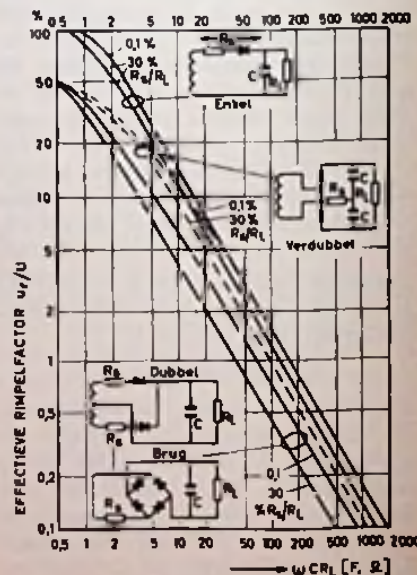 % 0,5 1 2 5 10 20 50 100 200 500 1000 2000
100
50
20
10
5
2
1
0,5
0,2
0,1
EFFECTIEVE RIMPELFACTOR Ur/U
0,1 %
30 %
Rs/RL
Rs
C
RL
Enkel
0,1 %
30 %
Rs/RL
Rs
C
RL
C
Verdubbel
Dubbel
Rs
Rs
C
RL
Brug
Rs
C
RL
0,1
30
% Rs/RL
0,5 1 2 5 10 20 50 100 200 500 1000 2000
ω CRL [F, Ω]